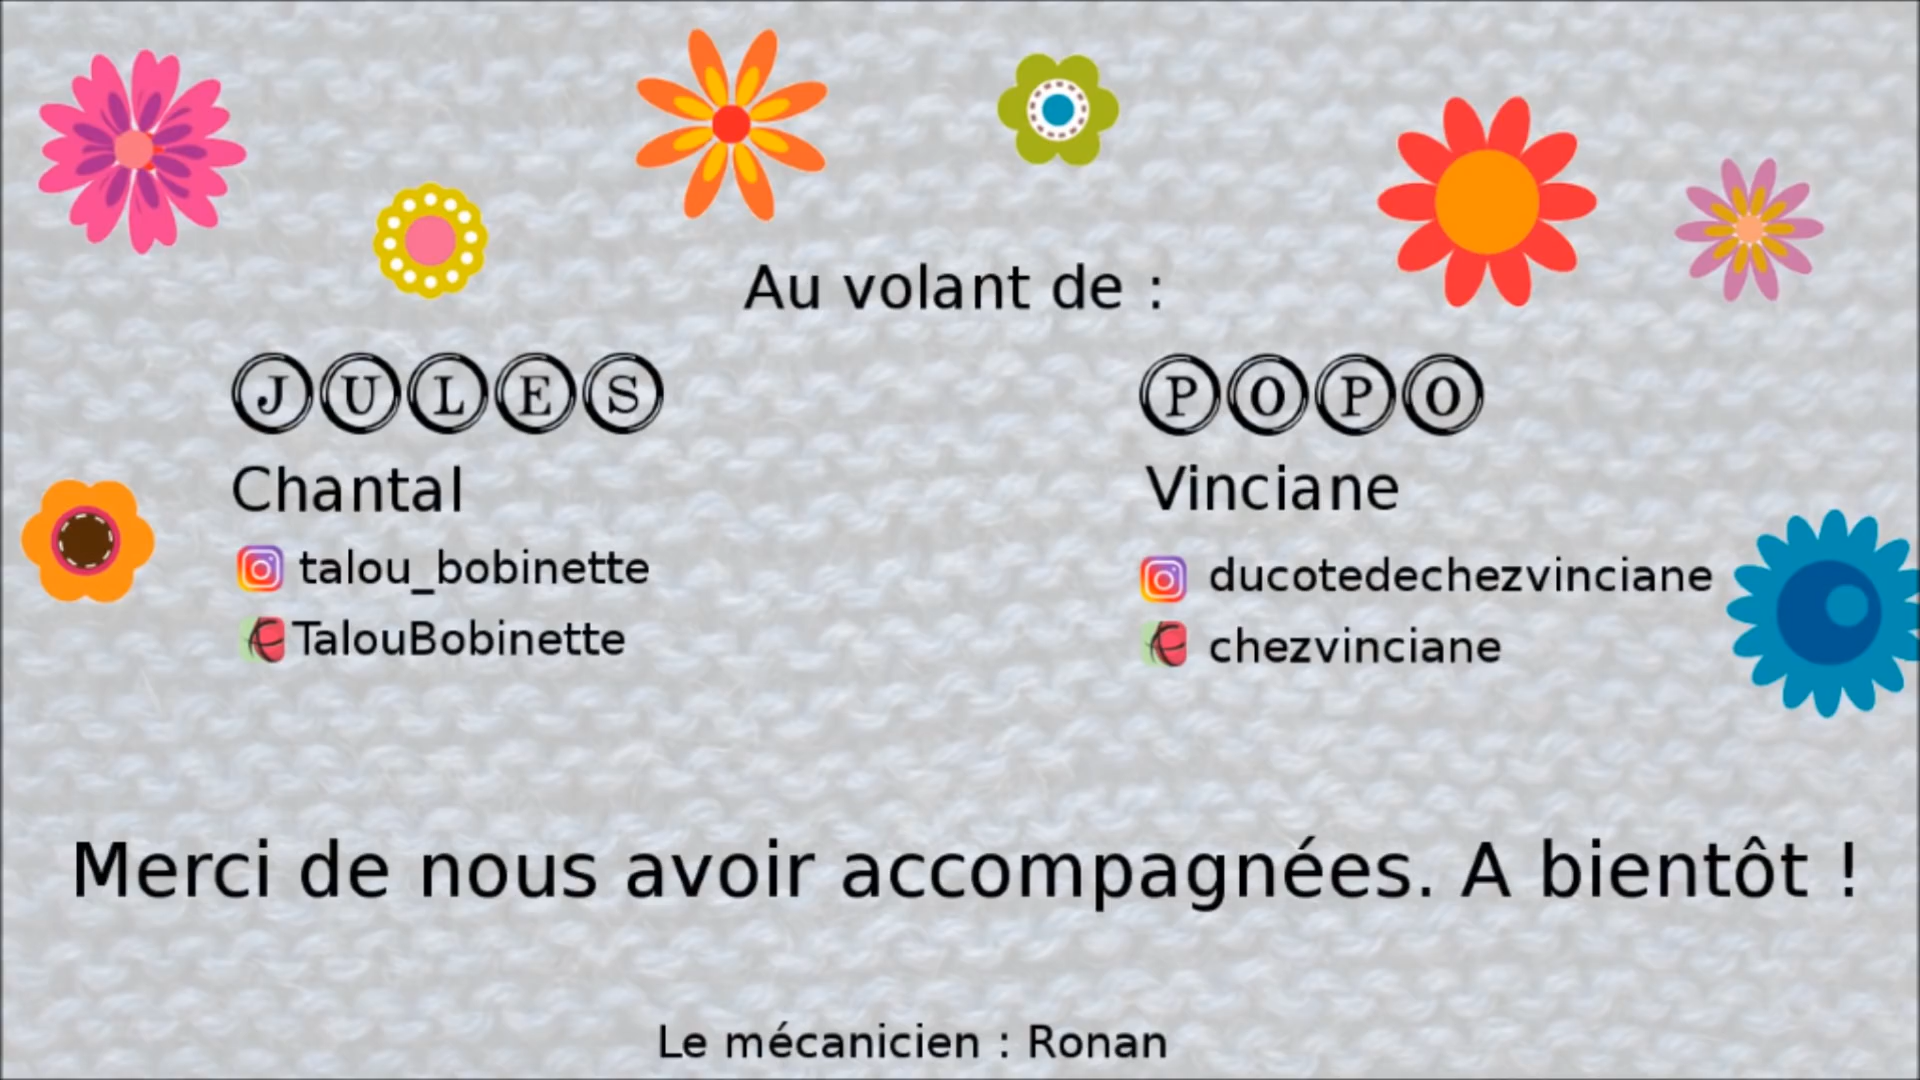 Au volant de :
JULES
Chantal
talou_bobinette
TalouBobinette
POPO
Vinciane
ducotedechezvinciane
chezvinciane
Merci de nous avoir accompagnées. A bientôt !
Le mécanicien : Ronan